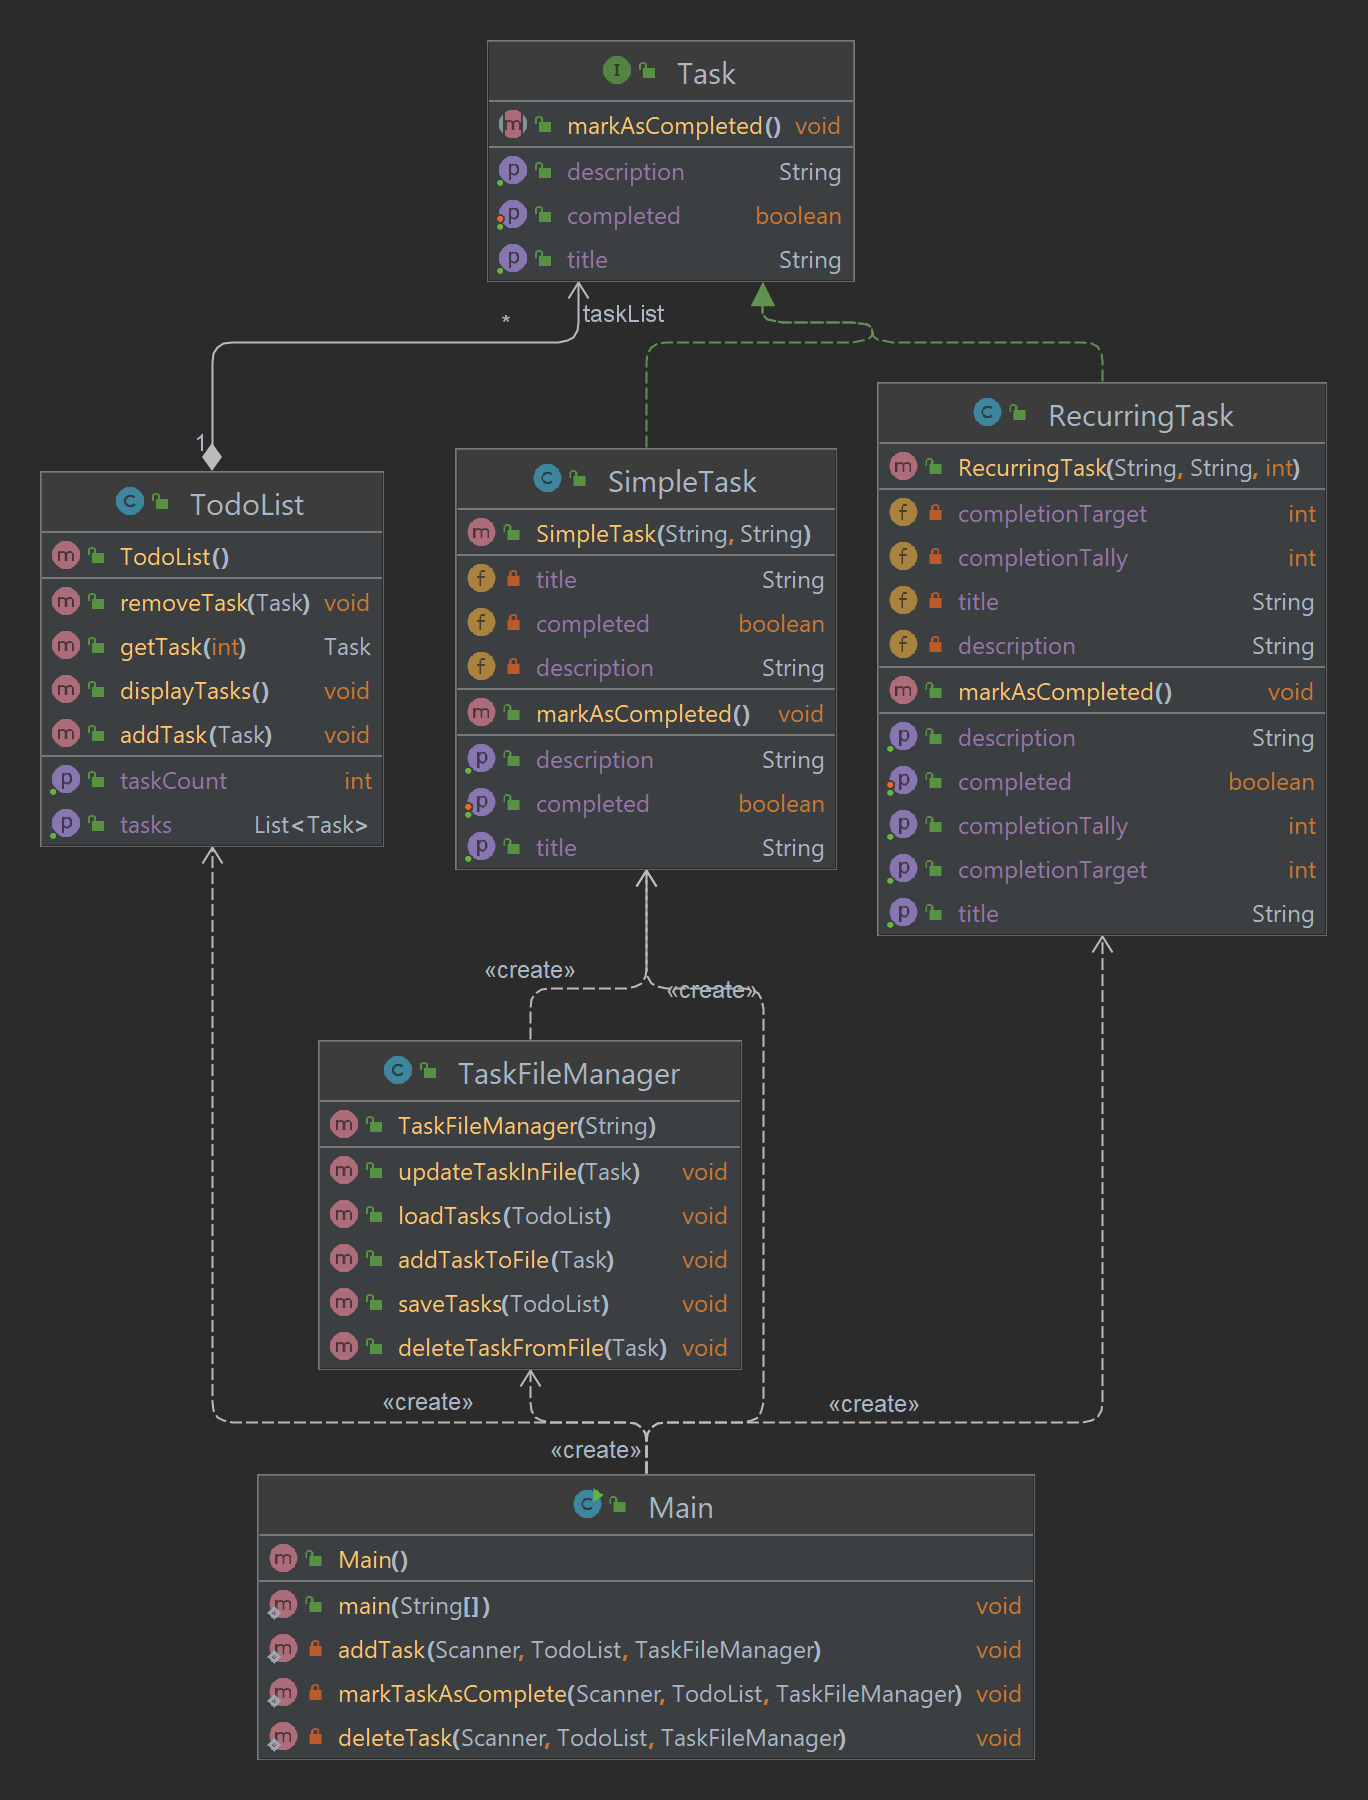 Task
markAsCompleted() void
description String
completed boolean
title String
* taskList
1
TodoList
TodoList()
removeTask(Task) void
getTask(int) Task
displayTasks() void
addTask(Task) void
taskCount int
tasks List<Task>
SimpleTask
SimpleTask(String, String)
title String
completed boolean
description String
markAsCompleted() void
description String
completed boolean
title String
RecurringTask
RecurringTask(String, String, int)
completionTarget int
completionTally int
title String
description String
markAsCompleted() void
description String
completed boolean
completionTally int
completionTarget int
title String
«create»
«create»
TaskFileManager
TaskFileManager(String)
updateTaskInFile(Task) void
loadTasks(TodoList) void
addTaskToFile(Task) void
saveTasks(TodoList) void
deleteTaskFromFile(Task) void
«create»
«create»
«create»
Main
Main()
main(String[]) void
addTask(Scanner, TodoList, TaskFileManager) void
markTaskAsComplete(Scanner, TodoList, TaskFileManager) void
deleteTask(Scanner, TodoList, TaskFileManager) void